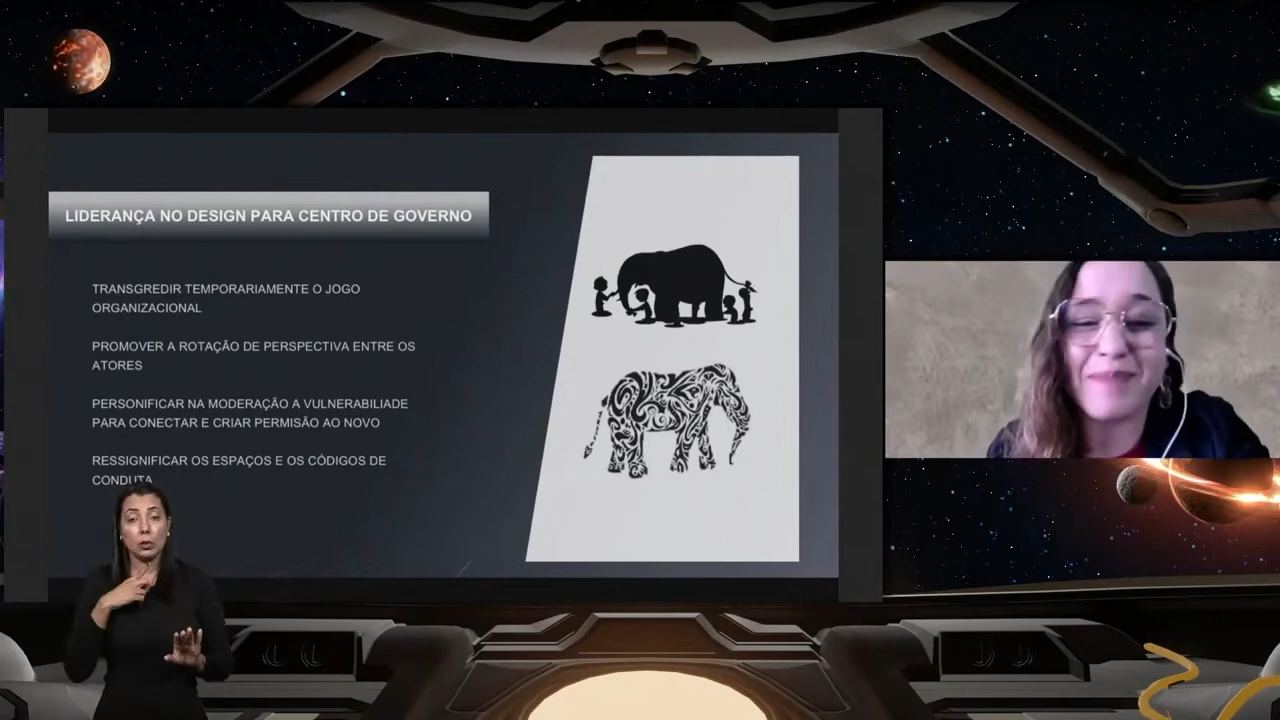 LIDERANÇA NO DESIGN PARA CENTRO DE GOVERNO
TRANSGREDIR TEMPORARIAMENTE O JOGO
ORGANIZACIONAL
PROMOVER A ROTAÇÃO DE PERSPECTIVA ENTRE OS
ATORES
PERSONIFICAR NA MODERAÇÃO A VULNERABILIADE
PARA CONECTAR E CRIAR PERMISÃO AO NOVO
RESSIGNIFICAR OS ESPAÇOS E OS CÓDIGOS DE
CONDUTA